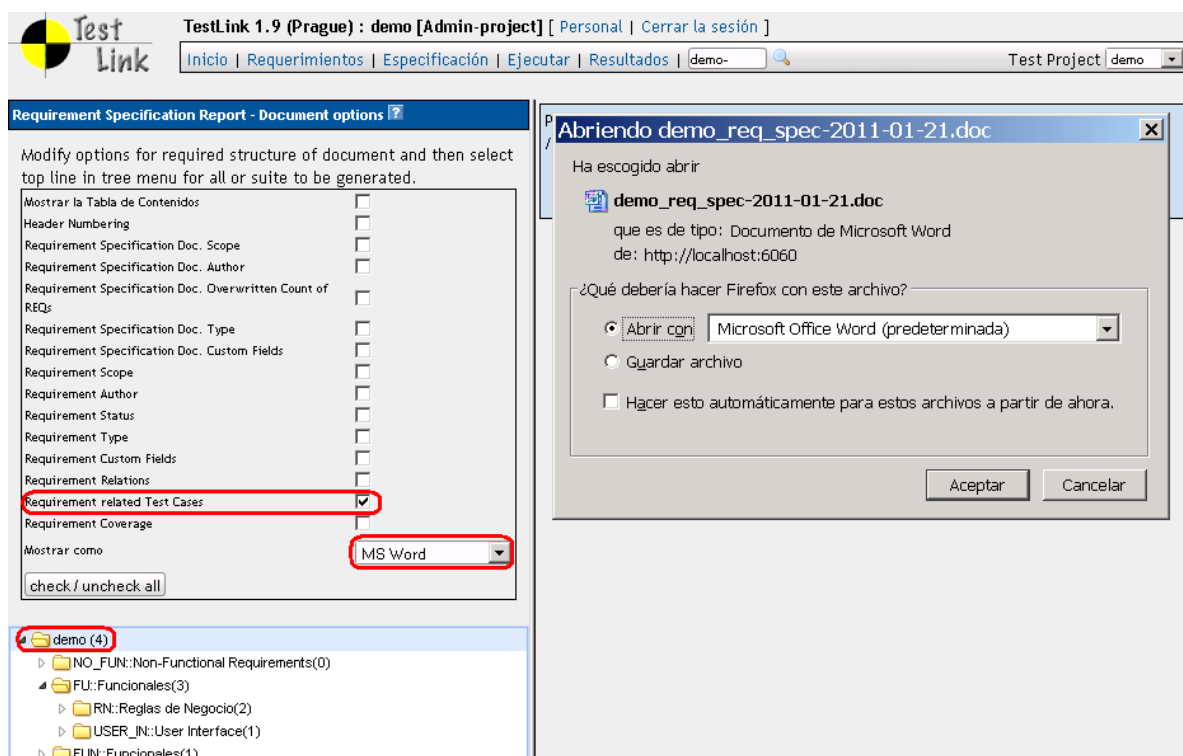 Test Link
TestLink 1.9 (Prague) : demo [Admin-project] [ Personal | Cerrar la sesión ]
Inicio | Requerimientos | Especificación | Ejecutar | Resultados | demo-
Test Project demo
Requirement Specification Report - Document options ?
Modify options for required structure of document and then select
top line in tree menu for all or suite to be generated.
Mostrar la Tabla de Contenidos
Header Numbering
Requirement Specification Doc. Scope
Requirement Specification Doc. Author
Requirement Specification Doc. Overwritten Count of
REQs
Requirement Specification Doc. Type
Requirement Specification Doc. Custom Fields
Requirement Scope
Requirement Author
Requirement Status
Requirement Type
Requirement Custom Fields
Requirement Relations
Requirement related Test Cases
Requirement Coverage
Mostrar como MS Word
check / uncheck all
demo (4)
NO_FUN::Non-Functional Requirements(0)
FU::Funcionales(3)
RN::Reglas de Negocio(2)
USER_IN::User Interface(1)
FUN::Funcionales(1)
Abriendo demo_req_spec-2011-01-21.doc
Ha escogido abrir
demo_req_spec-2011-01-21.doc
que es de tipo: Documento de Microsoft Word
de: http://localhost:6060
¿Qué debería hacer Firefox con este archivo?
Abrir con Microsoft Office Word (predeterminada)
Guardar archivo
Hacer esto automáticamente para estos archivos a partir de ahora.
Aceptar Cancelar